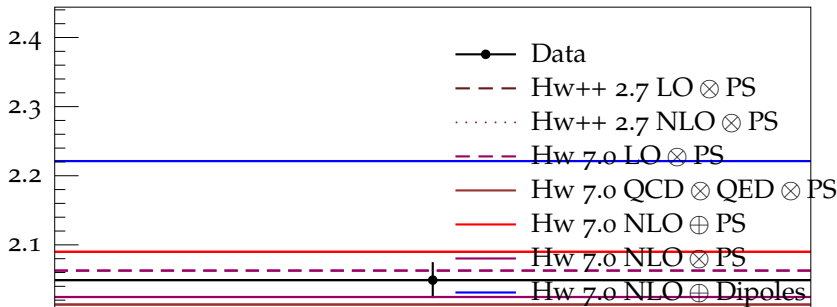 2.4
2.3
2.2
2.1
Data
Hw++ 2.7 LO ⊗ PS
Hw++ 2.7 NLO ⊗ PS
Hw 7.0 LO ⊗ PS
Hw 7.0 QCD ⊗ QED ⊗ PS
Hw 7.0 NLO ⊕ PS
Hw 7.0 NLO ⊗ PS
Hw 7.0 NLO ⊕ Dipoles